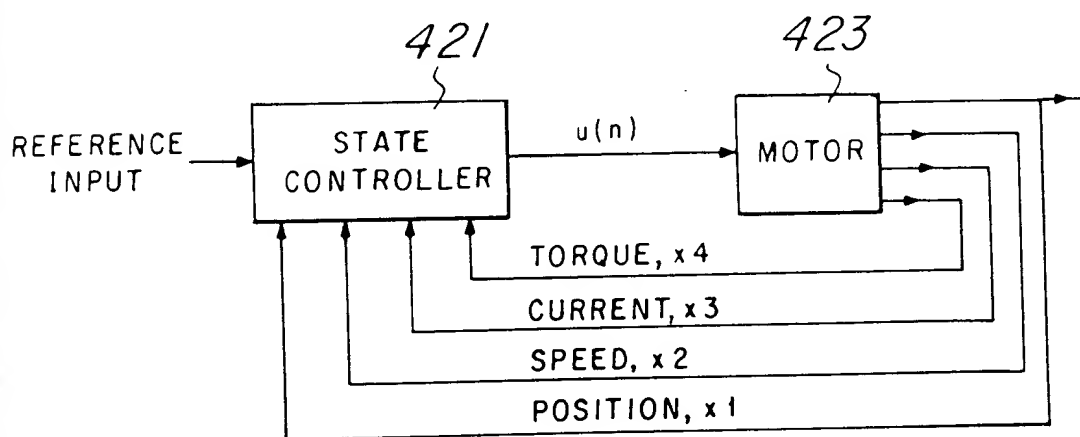 421
423
REFERENCE
INPUT
STATE
CONTROLLER
u(n)
MOTOR
TORQUE, x4
CURRENT, x3
SPEED, x2
POSITION, x1